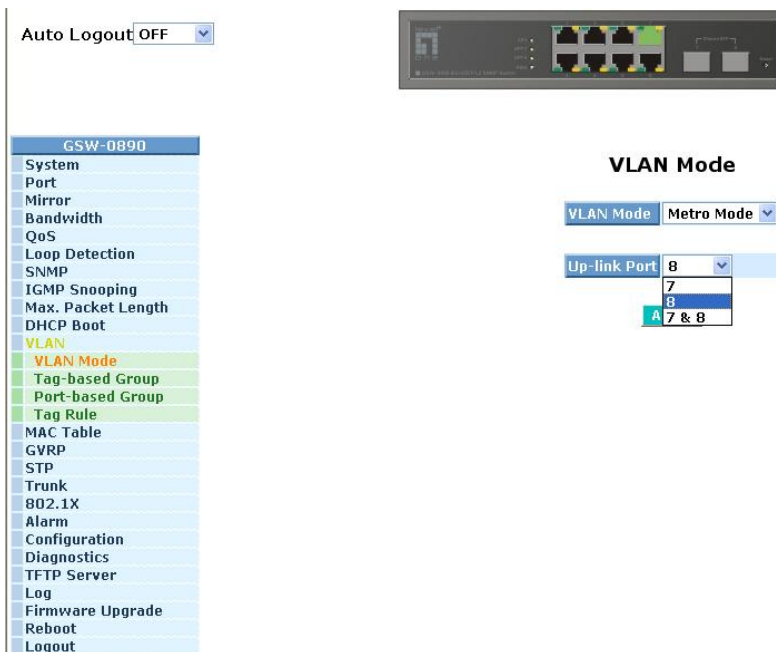 Auto Logout OFF
GSW-0890
System
Port
Mirror
Bandwidth
QoS
Loop Detection
SNMP
IGMP Snooping
Max. Packet Length
DHCP Boot
VLAN
VLAN Mode
Tag-based Group
Port-based Group
Tag Rule
MAC Table
GVRP
STP
Trunk
802.1X
Alarm
Configuration
Diagnostics
TFTP Server
Log
Firmware Upgrade
Reboot
Logout
VLAN Mode
VLAN Mode Metro Mode
Up-link Port 8
7
8
A 7 & 8